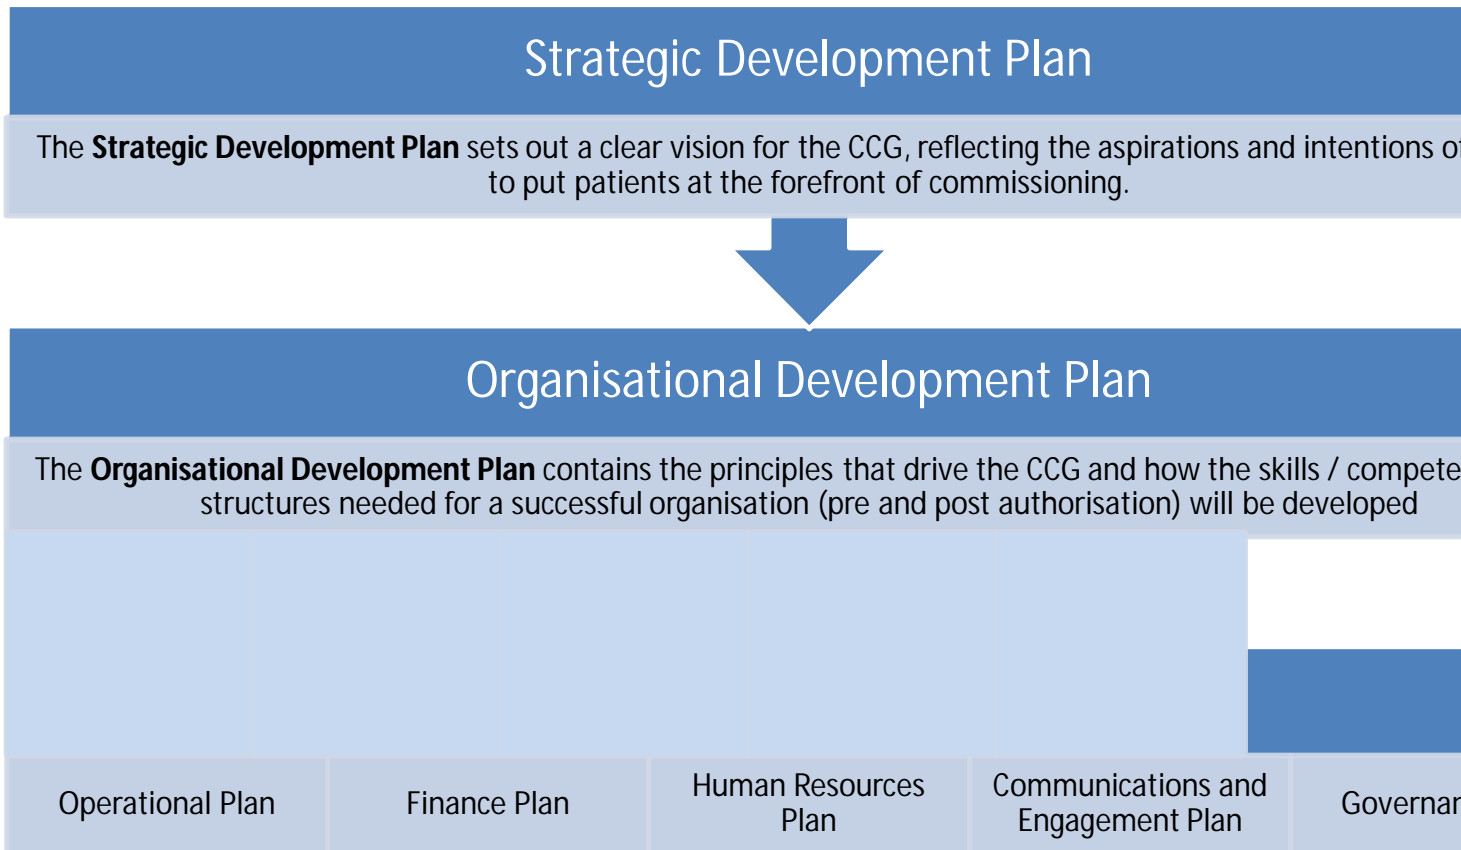 Strategic Development Plan
The Strategic Development Plan sets out a clear vision for the CCG, reflecting the aspirations and intentions
to put patients at the forefront of commissioning.
Organisational Development Plan
The Organisational Development Plan contains the principles that drive the CCG and how the skills /
structures needed for a successful organisation (pre and post authorisation) will be developed
Operational Plan
Finance Plan
Human Resources
Plan
Communications and
Engagement Plan